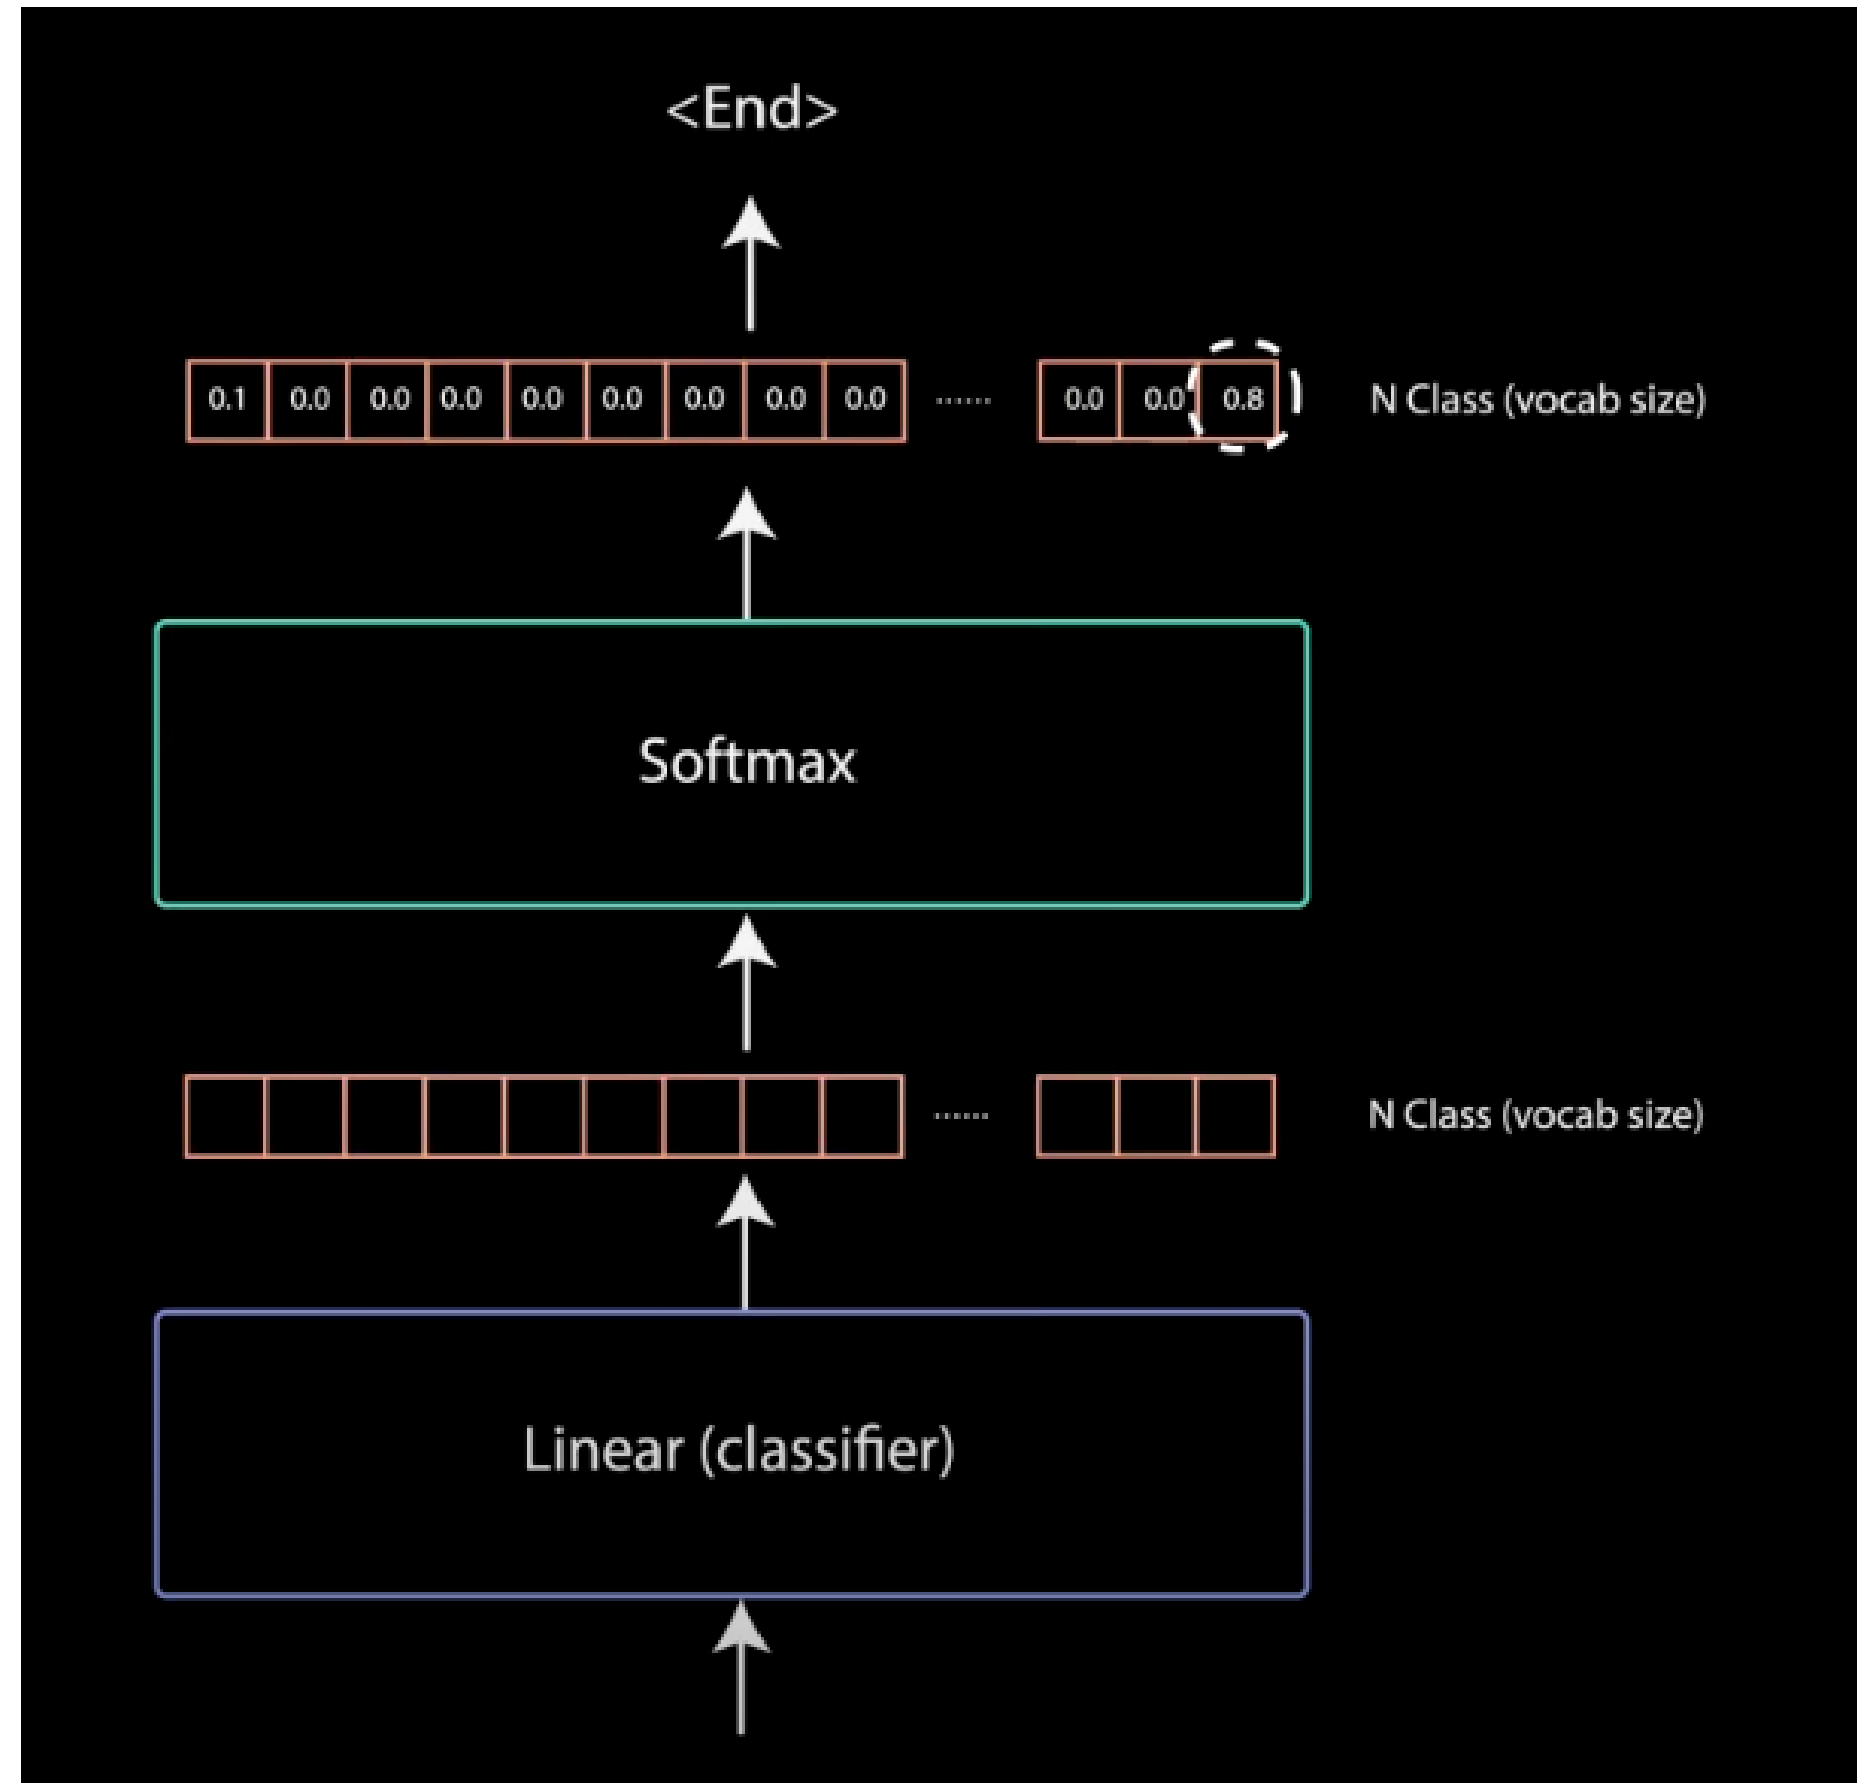 <End>
0.1 0.0 0.0 0.0 0.0 0.0 0.0 0.0 0.0 ...... 0.0 0.0 0.8 N Class (vocab size)
Softmax
...... N Class (vocab size)
Linear (classifier)